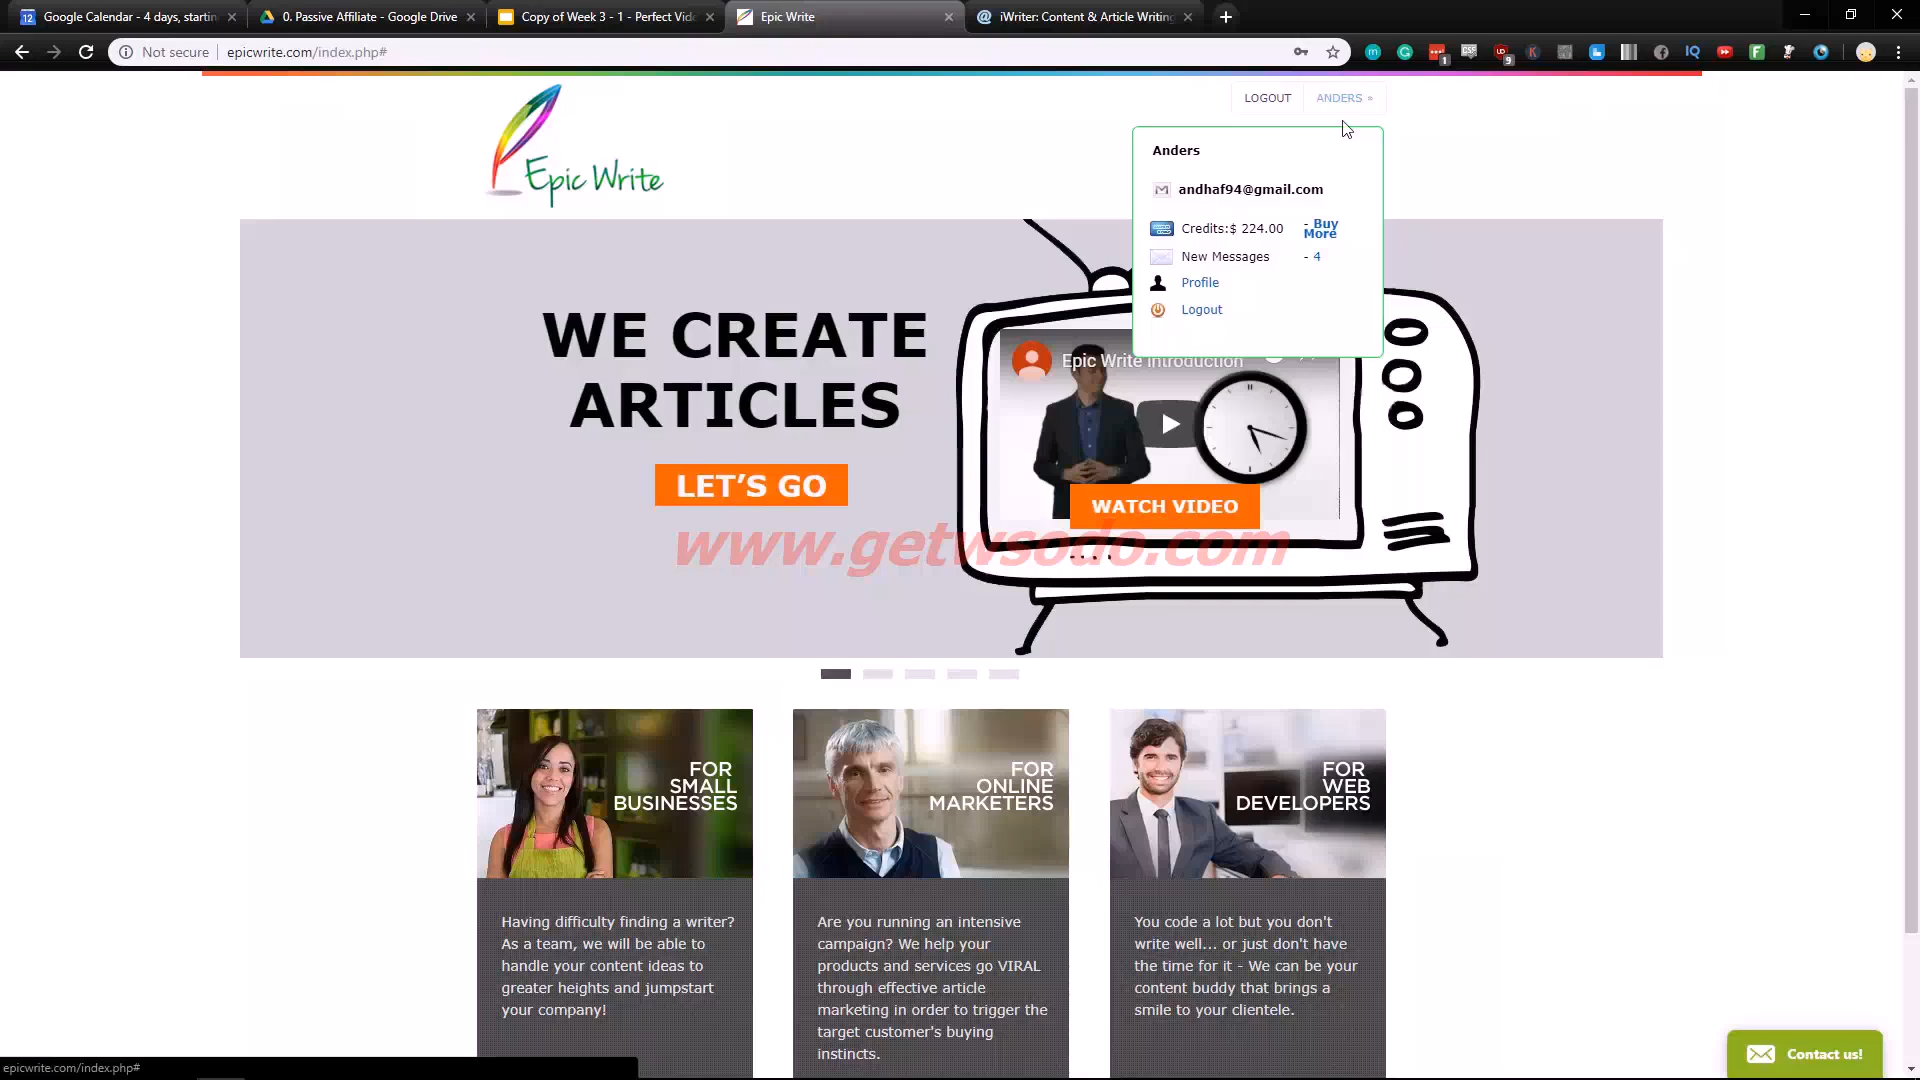 Google Calendar - 4 days, startin
0. Passive Affiliate - Google Drive
Copy of Week 3 - 1 - Perfect Vid
Epic Write
iWriter: Content & Article Writing
Not secure
epicwrite.com/index.php#
LOGOUT
ANDERS »
Epic Write
Anders
andhaf94@gmail.com
Credits:$ 224.00
- Buy
More
New Messages
- 4
Profile
Logout
WE CREATE
ARTICLES
LET'S GO
Epic Write Introduction
WATCH VIDEO
www.getwsodo.com
FOR
SMALL
BUSINESSES
Having difficulty finding a writer?
As a team, we will be able to
handle your content ideas to
greater heights and jumpstart
your company!
FOR
ONLINE
MARKETERS
Are you running an intensive
campaign? We help your
products and services go VIRAL
through effective article
marketing in order to trigger the
target customer's buying
instincts.
FOR
WEB
DEVELOPERS
You code a lot but you don't
write well... or just don't have
the time for it - We can be your
content buddy that brings a
smile to your clientele.
Contact us!
epicwrite.com/index.php#